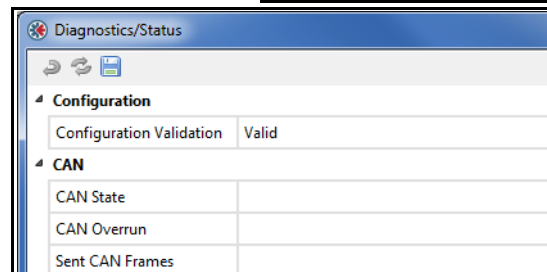 Diagnostics/Status
Configuration
Configuration Validation Valid
CAN
CAN State
CAN Overrun
Sent CAN Frames